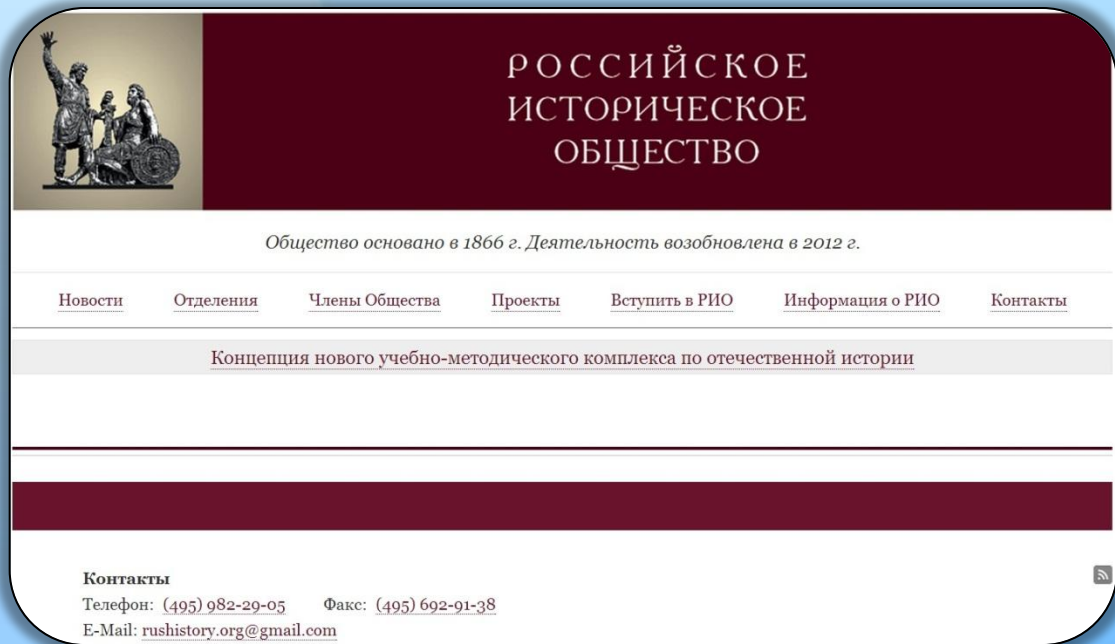 РОССИЙСКОЕ
ИСТОРИЧЕСКОЕ
ОБЩЕСТВО
Общество основано в 1866 г. Деятельность возобновлена в 2012 г.
Новости Отделения Члены Общества Проекты Вступить в РИО Информация о РИО Контакты
Концепция нового учебно-методического комплекса по отечественной истории
Контакты
Телефон: (495) 982-29-05 Факс: (495) 692-91-38
E-Mail: rushistory.org@gmail.com